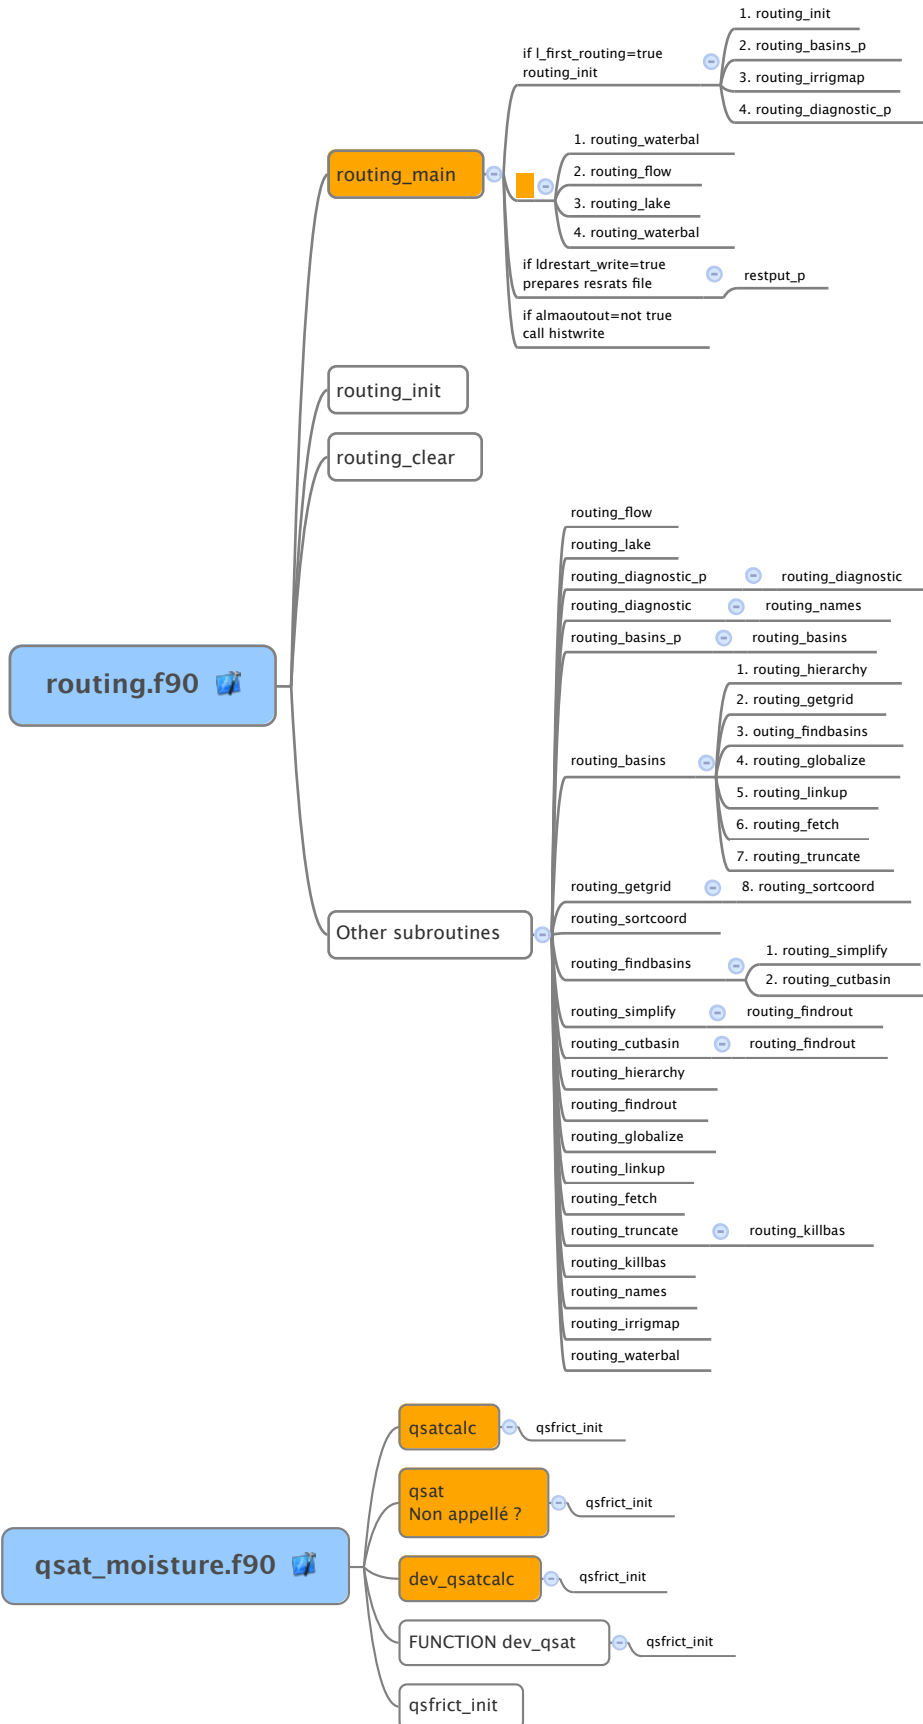 routing.f90
routing_main
if l_first_routing=true
routing_init
1. routing_init
2. routing_basins_p
3. routing_irrigmap
4. routing_diagnostic_p
1. routing_waterbal
2. routing_flow
3. routing_lake
4. routing_waterbal
if ldrestart_write=true
prepares resrats file
restput_p
if almaoutout=not true
call histwrite
routing_init
routing_clear
Other subroutines
routing_flow
routing_lake
routing_diagnostic_p
routing_diagnostic
routing_diagnostic
routing_names
routing_basins_p
routing_basins
routing_basins
1. routing_hierarchy
2. routing_getgrid
3. outing_findbasins
4. routing_globalize
5. routing_linkup
6. routing_fetch
7. routing_truncate
routing_getgrid
8. routing_sortcoord
routing_sortcoord
routing_findbasins
1. routing_simplify
2. routing_cutbasin
routing_simplify
routing_findrout
routing_cutbasin
routing_findrout
routing_hierarchy
routing_findrout
routing_globalize
routing_linkup
routing_fetch
routing_truncate
routing_killbas
routing_killbas
routing_names
routing_irrigmap
routing_waterbal
qsat_moisture.f90
qsatcalc
qsfrict_init
qsat
Non appellé ?
qsfrict_init
dev_qsatcalc
qsfrict_init
FUNCTION dev_qsat
qsfrict_init
qsfrict_init